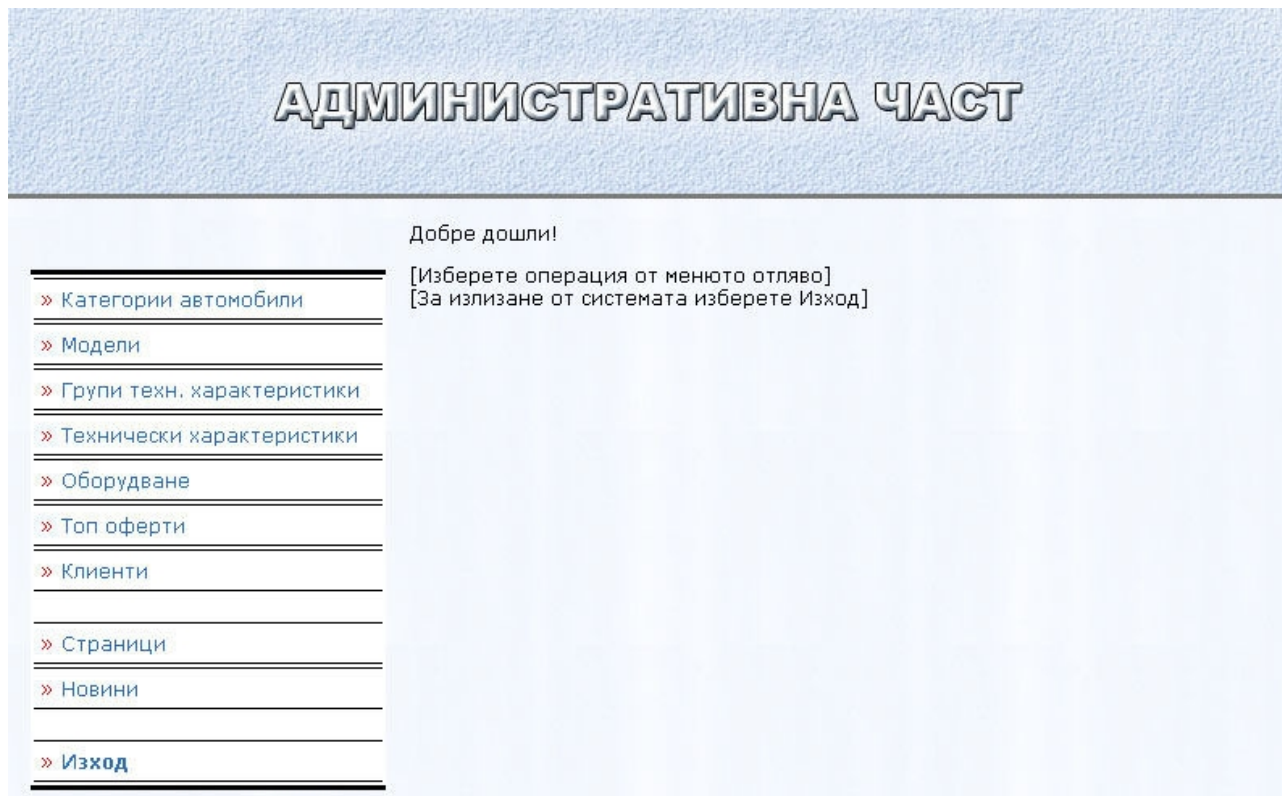 АДМИНИСТРАТИВНА ЧАСТ
Добре дошли!
[Изберете операция от менюто отляво]
[За излизане от системата изберете Изход]
» Категории автомобили
» Модели
» Групи техн. характеристики
» Технически характеристики
» Оборудване
» Топ оферти
» Клиенти
» Страници
» Новини
» Изход